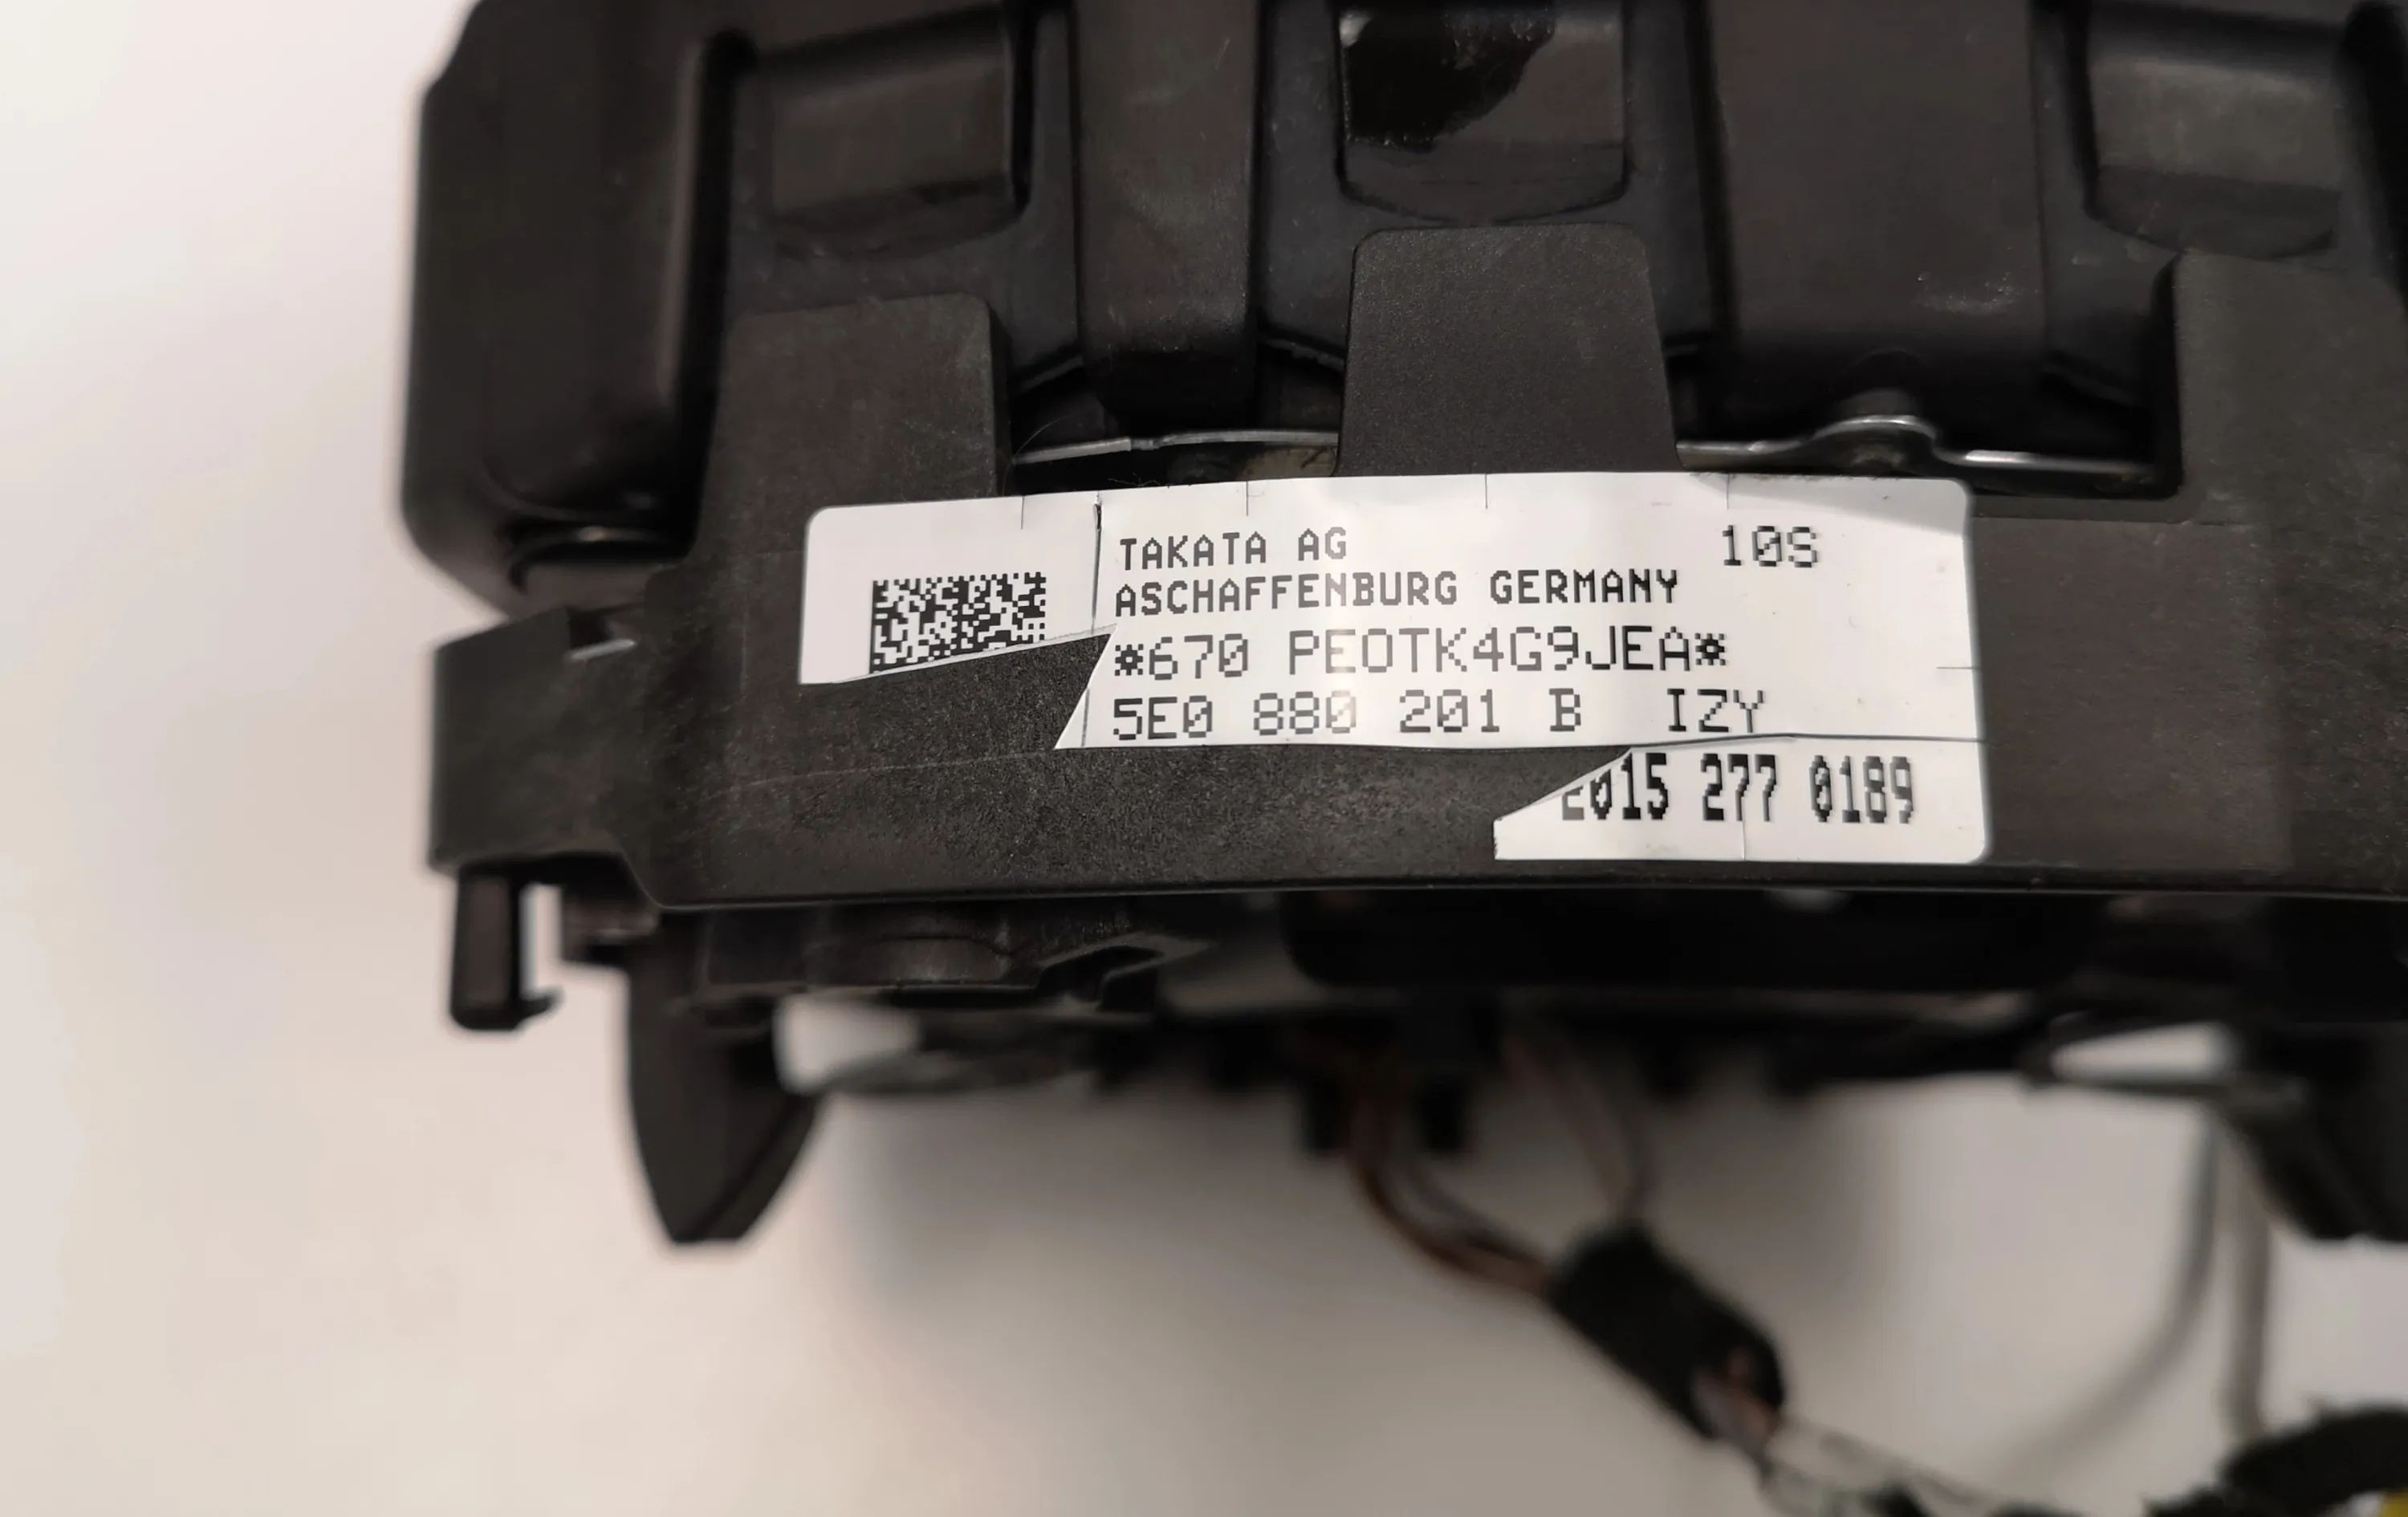 TAKATA AG 10S
ASCHAFFENBURG GERMANY
*670 PEOTK4G9JEA*
5E0 880 201 B IZY
2015 277 0189